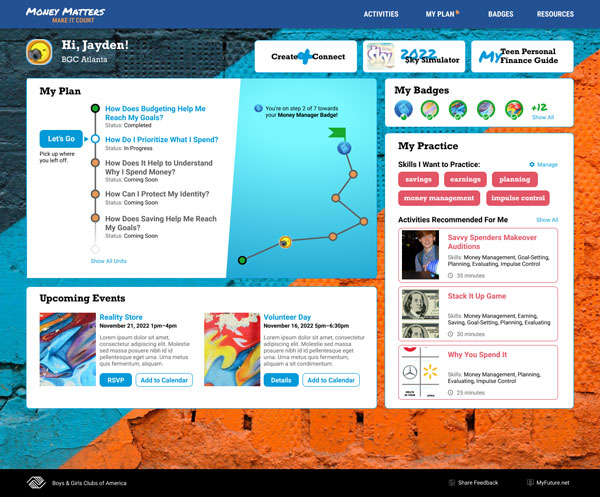 Money Matters
MAKE IT COUNT
ACTIVITIES
MY PLAN
BADGES
RESOURCES
Hi, Jayden!
BGC Atlanta
Create
Connect
Sky
2022
Sky Simulator
My
Teen Personal
Finance Guide
My Plan
Let's Go
Pick up where
you left off.
How Does Budgeting Help Me
Reach My Goals?
Status: Completed
How Do I Prioritize What I Spend?
Status: In Progress
How Does It Help to Understand
Why I Spend Money?
Status: Coming Soon
How Can I Protect My Identity?
Status: Coming Soon
How Does Saving Help Me Reach
My Goals?
Status: Coming Soon
Show All Units
You're on step 2 of 7 towards
your Money Manager Badge!
My Badges
+12
Show All
My Practice
Skills I Want to Practice:
Manage
savings
earnings
planning
money management
impulse control
Activities Recommended For Me
Show All
Savvy Spenders Makeover
Auditions
Skills: Money Management, Goal-Setting,
Planning, Evaluating, Impulse Control
35 minutes
Stack It Up Game
Skills: Money Management, Earning,
Saving, Goal-Setting, Planning, Evaluating
30 minutes
Why You Spend It
Skills: Money Management, Planning,
Evaluating, Impulse Control
25 minutes
Upcoming Events
Reality Store
November 21, 2022 1pm–4pm
Lorem ipsum dolor sit amet,
consectetur adipiscing elit. Molestie
sed massa posuere enim nibh
euismod sagittis. Urna metus quis
fermentum, aliquam
RSVP
Add to Calendar
Volunteer Day
November 16, 2022 5pm–6:30pm
Lorem ipsum dolor sit amet,
consectetur adipiscing elit. Molestie
sed massa posuere enim nibh
euismod sagittis. Urna metus
quis fermentum, ultrices
aliquam a sit condimentum
Details
Add to Calendar
Boys & Girls Clubs of America
Share Feedback
MyFuture.net